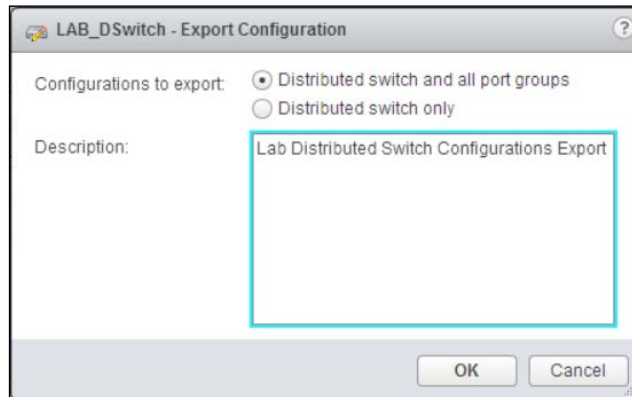 LAB_DSwitch - Export Configuration
?
Configurations to export:
Distributed switch and all port groups
Distributed switch only
Description:
Lab Distributed Switch Configurations Export
OK
Cancel